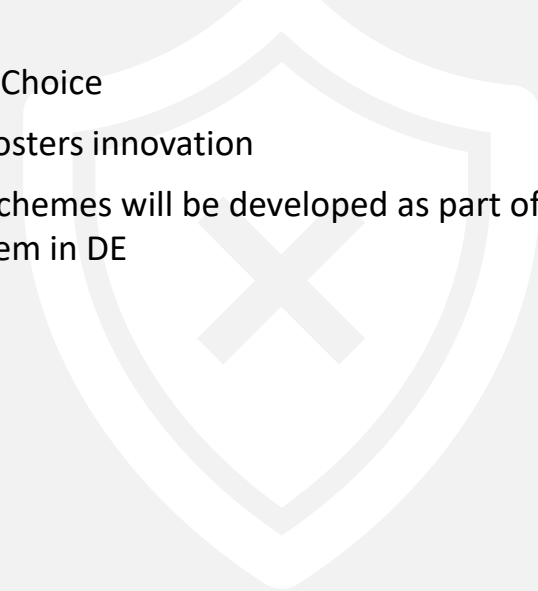 Choice
osters innovation
chemes will be developed as part of
em in DE